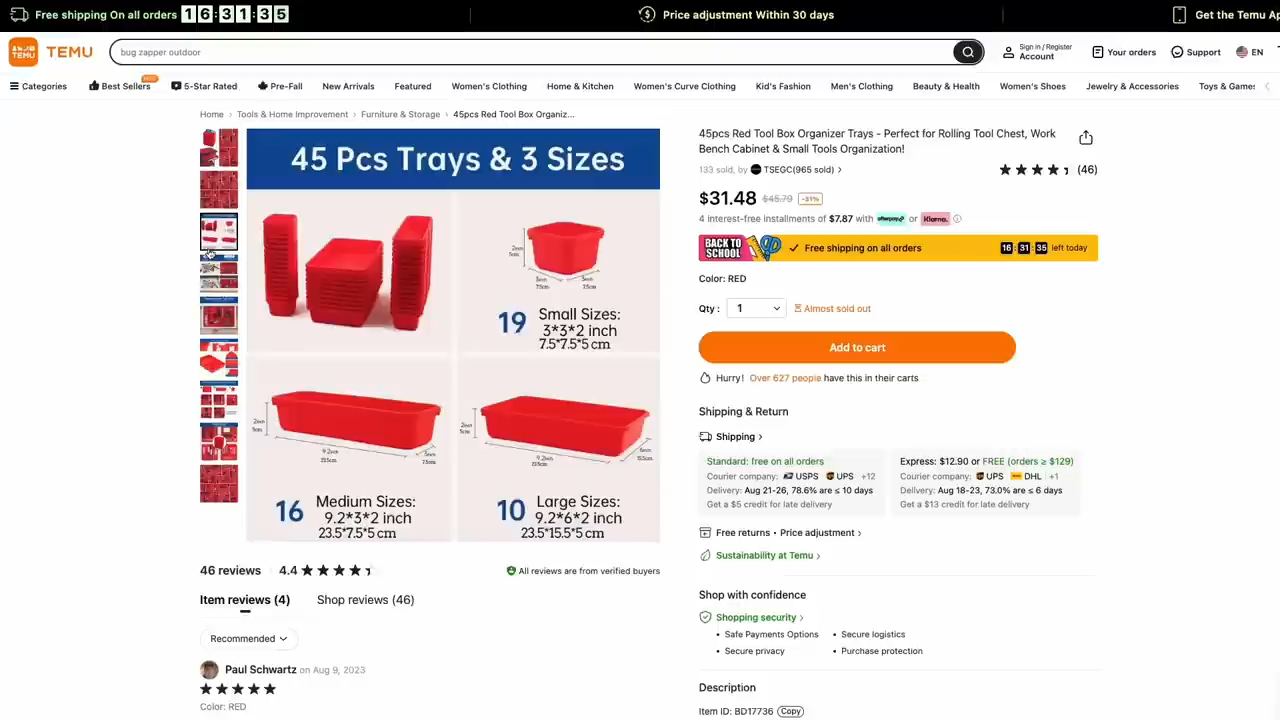 Free shipping On all orders 16:31:35
Price adjustment Within 30 days
Get the Temu Ap
TEMU
TEMU
bug zapper outdoor
Sign in / Register
Account
Your orders
Support
EN
Categories
Best Sellers
5-Star Rated
Pre-Fall
New Arrivals
Featured
Women's Clothing
Home & Kitchen
Women's Curve Clothing
Kid's Fashion
Men's Clothing
Beauty & Health
Women's Shoes
Jewelry & Accessories
Toys & Games
Home › Tools & Home Improvement › Furniture & Storage › 45pcs Red Tool Box Organiz...
45 Pcs Trays & 3 Sizes
19 Small Sizes:
3*3*2 inch
7.5*7.5*5 cm
16 Medium Sizes:
9.2*3*2 inch
23.5*7.5*5 cm
10 Large Sizes:
9.2*6*2 inch
23.5*15.5*5 cm
46 reviews
4.4
All reviews are from verified buyers
Item reviews (4)
Shop reviews (46)
Recommended
Paul Schwartz on Aug 9, 2023
Color: RED
45pcs Red Tool Box Organizer Trays - Perfect for Rolling Tool Chest, Work
Bench Cabinet & Small Tools Organization!
133 sold, by TSEGC(965 sold) ›
(46)
$31.48 $45.79 -31%
4 interest-free installments of $7.87 with afterpay or Klarna.
BACK TO
SCHOOL
Free shipping on all orders
16:31:35 left today
Color: RED
Qty : 1
Almost sold out
Add to cart
Hurry! Over 627 people have this in their carts
Shipping & Return
Shipping ›
Standard: free on all orders
Courier company: USPS UPS +12
Delivery: Aug 21-26, 78.6% are ≤ 10 days
Get a $5 credit for late delivery
Express: $12.90 or FREE (orders ≥ $129)
Courier company: UPS DHL +1
Delivery: Aug 18-23, 73.0% are ≤ 6 days
Get a $13 credit for late delivery
Free returns • Price adjustment ›
Sustainability at Temu ›
Shop with confidence
Shopping security ›
• Safe Payments Options
• Secure logistics
• Secure privacy
• Purchase protection
Description
Item ID: BD17736 Copy